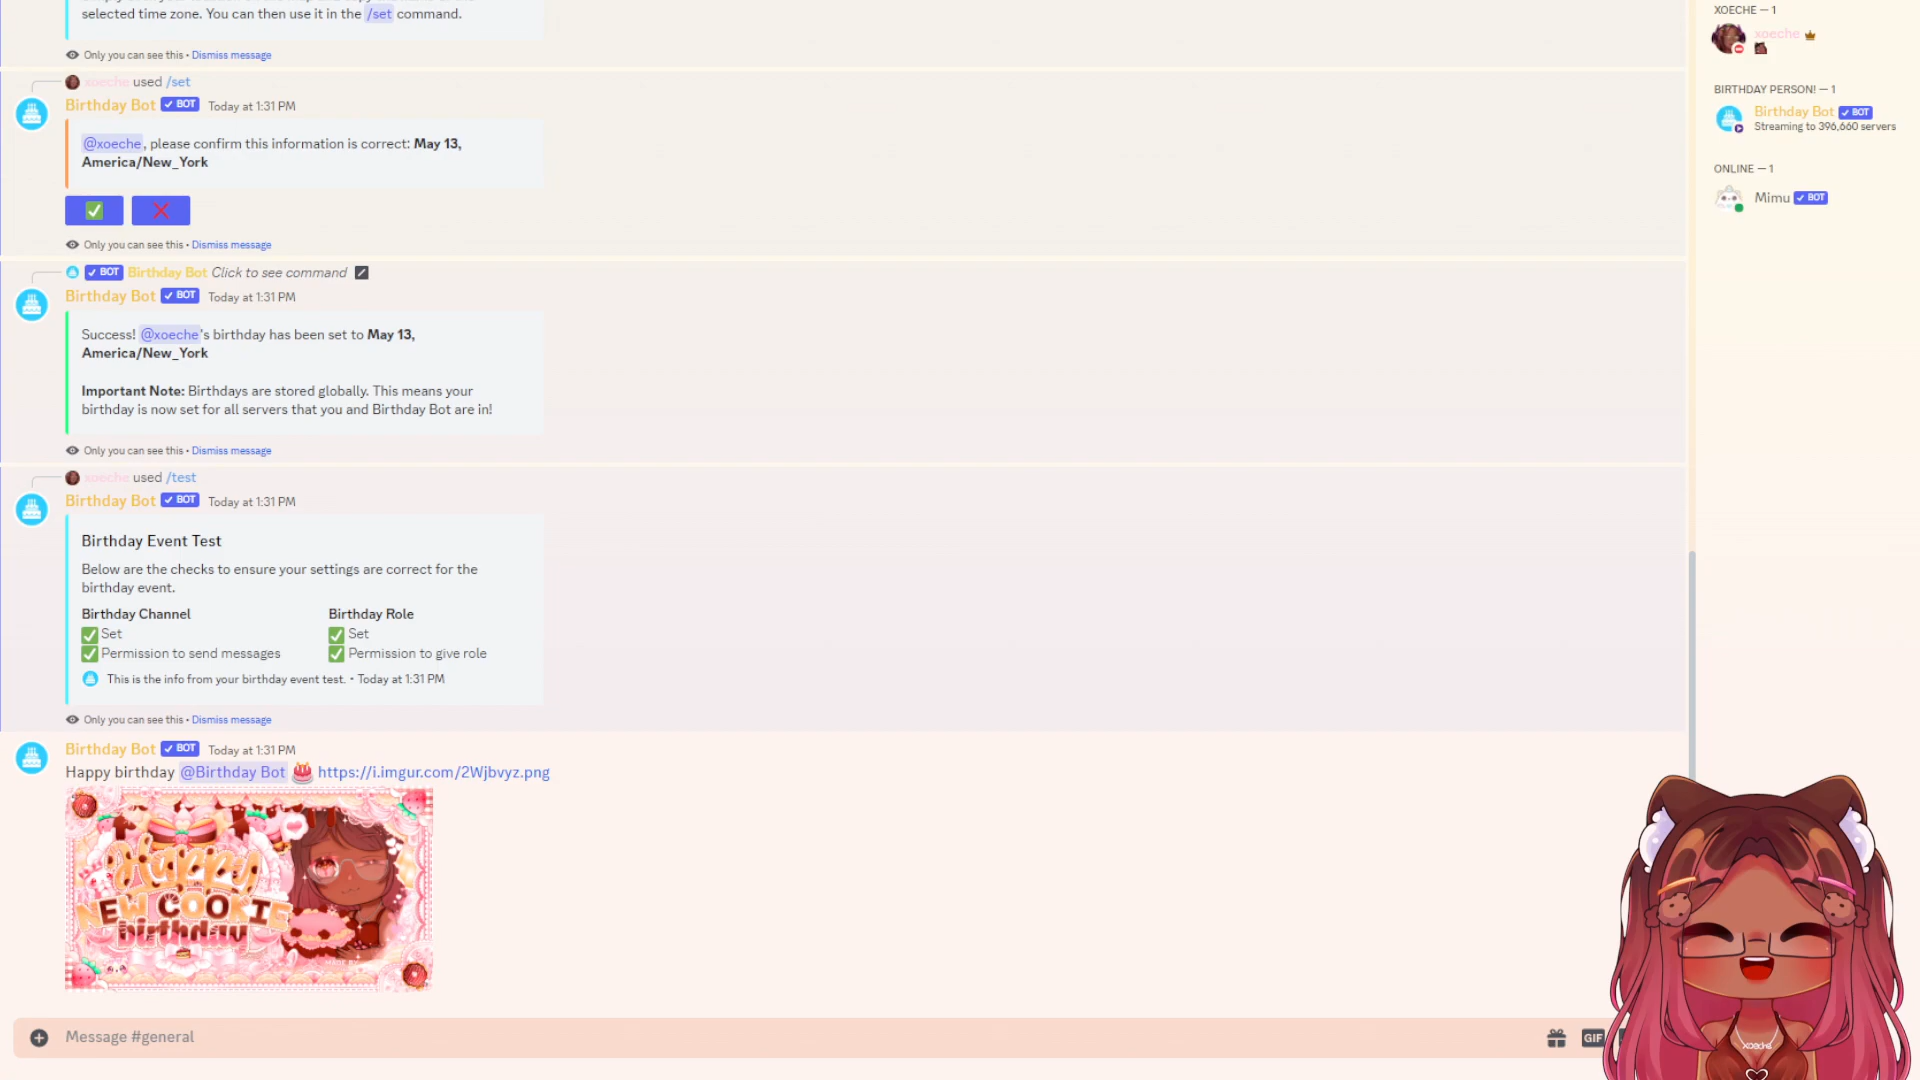 selected time zone. You can then use it in the /set command.
Only you can see this • Dismiss message
xoeche used /set
Birthday Bot ✓ BOT Today at 1:31 PM
@xoeche, please confirm this information is correct: May 13,
America/New_York
Only you can see this • Dismiss message
✓ BOT Birthday Bot Click to see command
Birthday Bot ✓ BOT Today at 1:31 PM
Success! @xoeche's birthday has been set to May 13,
America/New_York
Important Note: Birthdays are stored globally. This means your
birthday is now set for all servers that you and Birthday Bot are in!
Only you can see this • Dismiss message
xoeche used /test
Birthday Bot ✓ BOT Today at 1:31 PM
Birthday Event Test
Below are the checks to ensure your settings are correct for the
birthday event.
Birthday Channel Birthday Role
Set Set
Permission to send messages Permission to give role
This is the info from your birthday event test. • Today at 1:31 PM
Only you can see this • Dismiss message
Birthday Bot ✓ BOT Today at 1:31 PM
Happy birthday @Birthday Bot 🎂 https://i.imgur.com/2Wjbvyz.png
Happy
NEW COOKIE
birthday
Message #general
GIF
XOECHE — 1
xoeche
BIRTHDAY PERSON! — 1
Birthday Bot ✓ BOT
Streaming to 396,660 servers
ONLINE — 1
Mimu ✓ BOT
xoeche